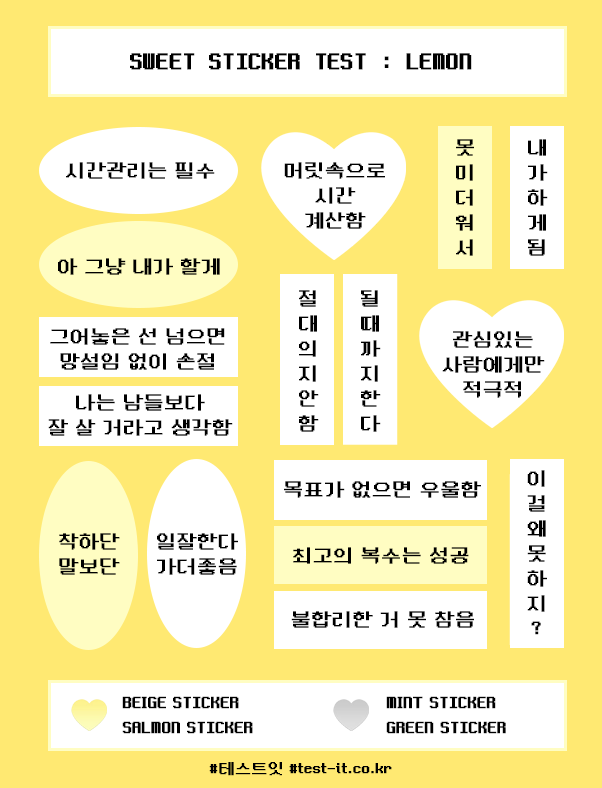 SWEET STICKER TEST : LEMON
시간관리는 필수
머릿속으로
시간
계산함
못미더워서
내가하게됨
아 그냥 내가 할게
절대의지안함
될때까지한다
그어놓은 선 넘으면
망설임 없이 손절
관심있는
사람에게만
적극적
나는 남들보다
잘 살 거라고 생각함
착하단
말보단
일잘한다
가더좋음
목표가 없으면 우울함
최고의 복수는 성공
불합리한 거 못 참음
이걸왜못하지?
BEIGE STICKER
SALMON STICKER
MINT STICKER
GREEN STICKER
#테스트잇 #test-it.co.kr